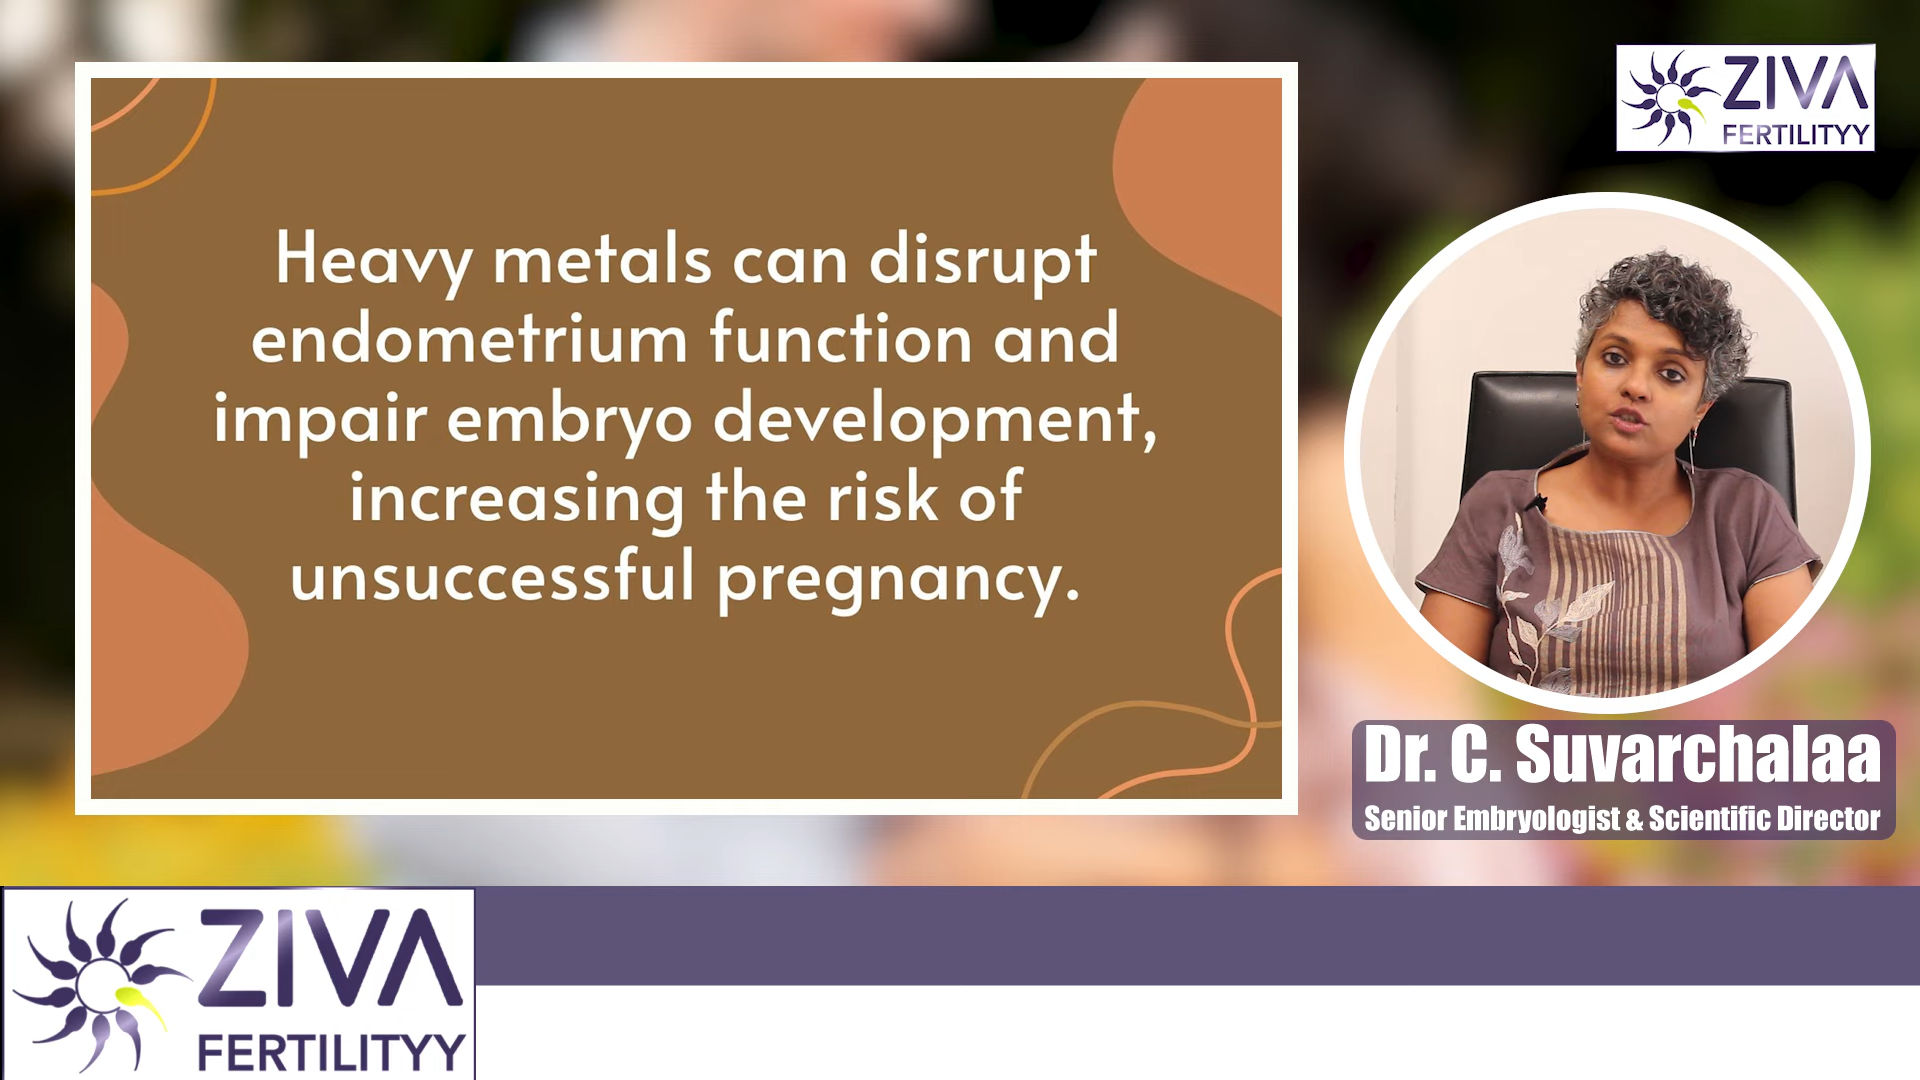 Heavy metals can disrupt
endometrium function and
impair embryo development,
increasing the risk of
unsuccessful pregnancy.
ZIVA
FERTILITYY
Dr. C. Suvarchalaa
Senior Embryologist & Scientific Director
ZIVA
FERTILITYY